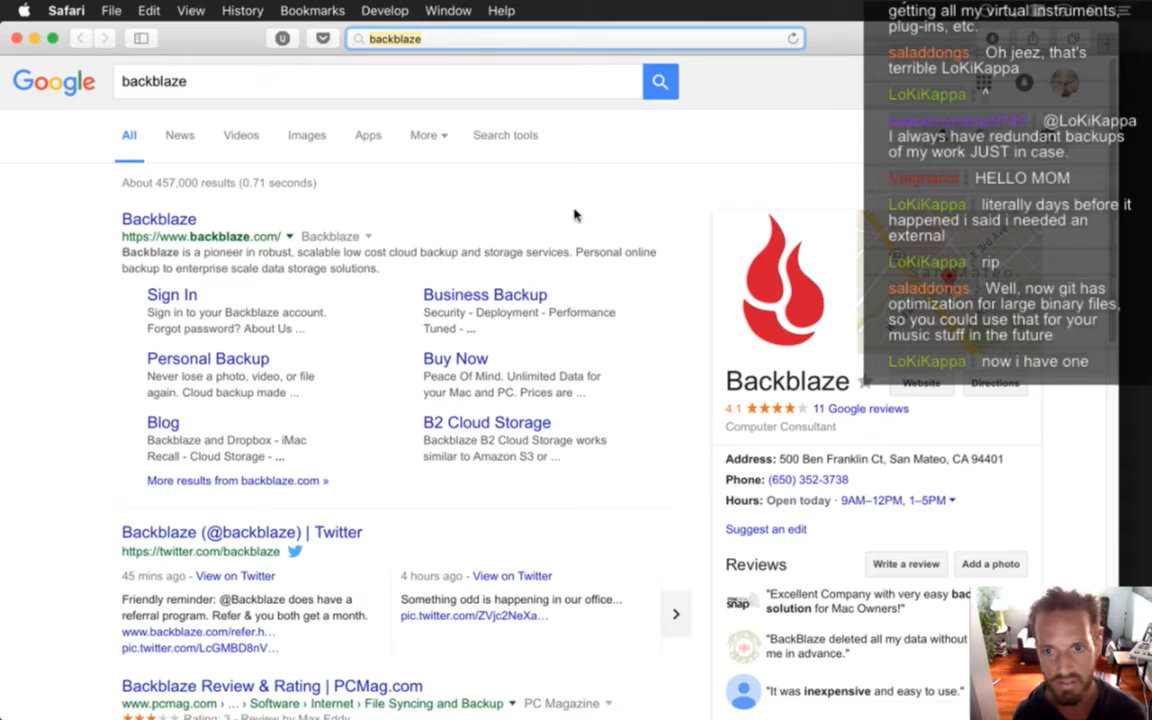 Safari File Edit View History Bookmarks Develop Window Help
backblaze
Google
backblaze
All News Videos Images Apps More Search tools
About 457,000 results (0.71 seconds)
Backblaze
https://www.backblaze.com/ Backblaze
Backblaze is a pioneer in robust, scalable low cost cloud backup and storage services. Personal online
backup to enterprise scale data storage solutions.
Sign In
Sign in to your Backblaze account.
Forgot password? About Us ...
Business Backup
Security - Deployment - Performance
Tuned - ...
Personal Backup
Never lose a photo, video, or file
again. Cloud backup made ...
Buy Now
Peace Of Mind. Unlimited Data for
your Mac and PC. Prices are ...
Blog
Backblaze and Dropbox - iMac
Recall - Cloud Storage - ...
B2 Cloud Storage
Backblaze B2 Cloud Storage works
similar to Amazon S3 or ...
More results from backblaze.com »
Backblaze (@backblaze) | Twitter
https://twitter.com/backblaze
45 mins ago - View on Twitter
Friendly reminder: @Backblaze does have a
referral program. Refer & you both get a month.
www.backblaze.com/refer.h...
pic.twitter.com/LcGMBD8nV...
4 hours ago - View on Twitter
Something odd is happening in our office...
pic.twitter.com/ZVjc2NeXa...
Backblaze Review & Rating | PCMag.com
www.pcmag.com › ... › Software › Internet › File Syncing and Backup PC Magazine
Rating: 3 - Review by Max Eddy
Backblaze
Website Directions
4.1 11 Google reviews
Computer Consultant
Address: 500 Ben Franklin Ct, San Mateo, CA 94401
Phone: (650) 352-3738
Hours: Open today · 9AM–12PM, 1–5PM
Suggest an edit
Reviews
Write a review Add a photo
snap
"Excellent Company with very easy
solution for Mac Owners!"
"BackBlaze deleted all my data without
me in advance."
"It was inexpensive and easy to use."
getting all my virtual instruments,
plug-ins, etc.
saladdongs Oh jeez, that's
terrible LoKiKappa
LoKiKappa ^
@LoKiKappa
I always have redundant backups
of my work JUST in case.
HELLO MOM
LoKiKappa literally days before it
happened i said i needed an
external
LoKiKappa rip
saladdongs Well, now git has
optimization for large binary files,
so you could use that for your
music stuff in the future
LoKiKappa now i have one